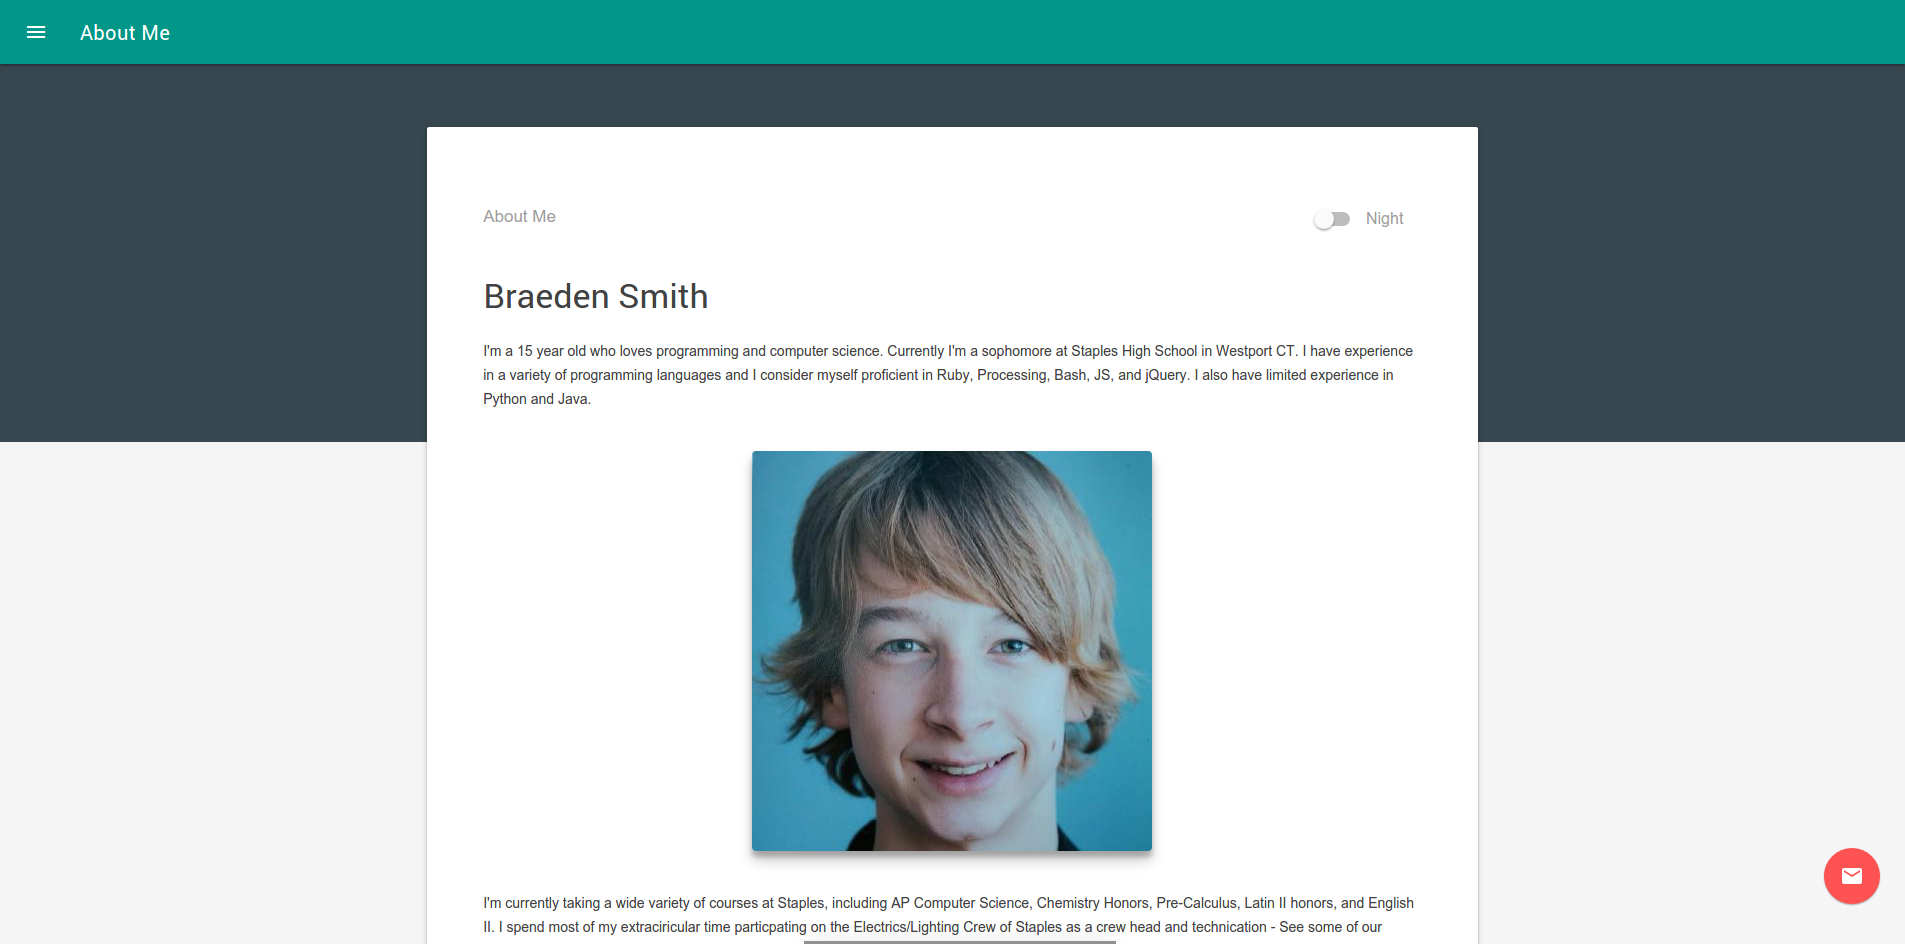 About Me
About Me
Night
Braeden Smith
I'm a 15 year old who loves programming and computer science. Currently I'm a sophomore at Staples High School in Westport CT. I have experience
in a variety of programming languages and I consider myself proficient in Ruby, Processing, Bash, JS, and jQuery. I also have limited experience in
Python and Java.
I'm currently taking a wide variety of courses at Staples, including AP Computer Science, Chemistry Honors, Pre-Calculus, Latin II honors, and English
II. I spend most of my extraciricular time particpating on the Electrics/Lighting Crew of Staples as a crew head and technication - See some of our